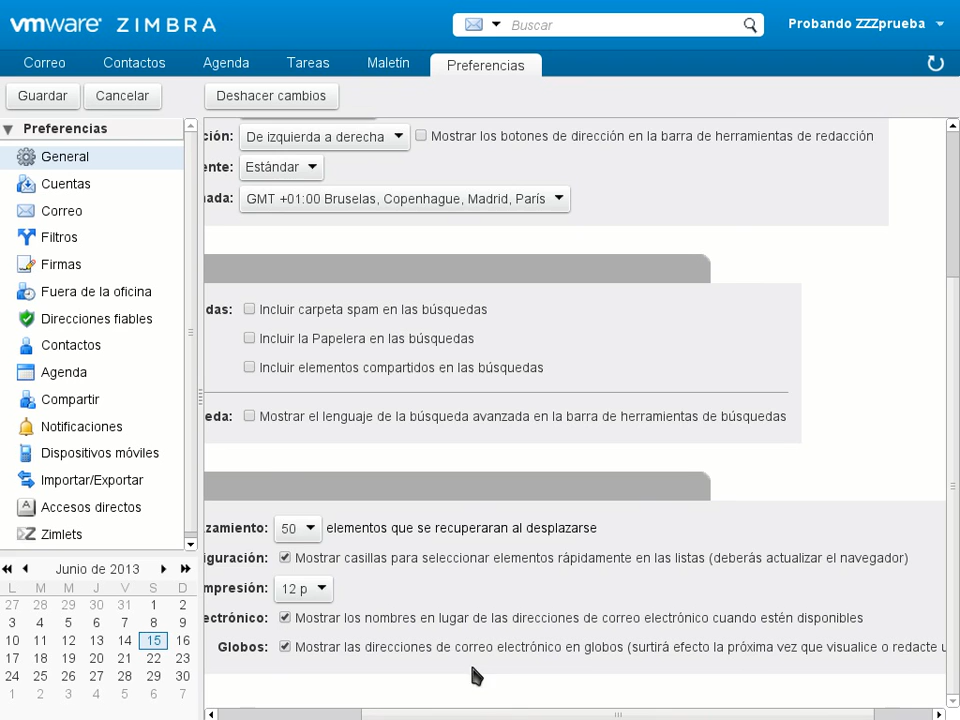 vmware ZIMBRA
Buscar
Probando ZZZprueba
Correo
Contactos
Agenda
Tareas
Maletín
Preferencias
Guardar
Cancelar
Deshacer cambios
Preferencias
General
Cuentas
Correo
Filtros
Firmas
Fuera de la oficina
Direcciones fiables
Contactos
Agenda
Compartir
Notificaciones
Dispositivos móviles
Importar/Exportar
Accesos directos
Zimlets
Junio de 2013
L M M J V S D
27 28 29 30 31 1 2
3 4 5 6 7 8 9
10 11 12 13 14 15 16
17 18 19 20 21 22 23
24 25 26 27 28 29 30
1 2 3 4 5 6 7
ción: De izquierda a derecha Mostrar los botones de dirección en la barra de herramientas de redacción
ente: Estándar
nada: GMT +01:00 Bruselas, Copenhague, Madrid, París
das: Incluir carpeta spam en las búsquedas
Incluir la Papelera en las búsquedas
Incluir elementos compartidos en las búsquedas
eda: Mostrar el lenguaje de la búsqueda avanzada en la barra de herramientas de búsquedas
zamiento: 50 elementos que se recuperaran al desplazarse
iguración: Mostrar casillas para seleccionar elementos rápidamente en las listas (deberás actualizar el navegador)
mpresión: 12 p
ectrónico: Mostrar los nombres en lugar de las direcciones de correo electrónico cuando estén disponibles
Globos: Mostrar las direcciones de correo electrónico en globos (surtirá efecto la próxima vez que visualice o redacte u